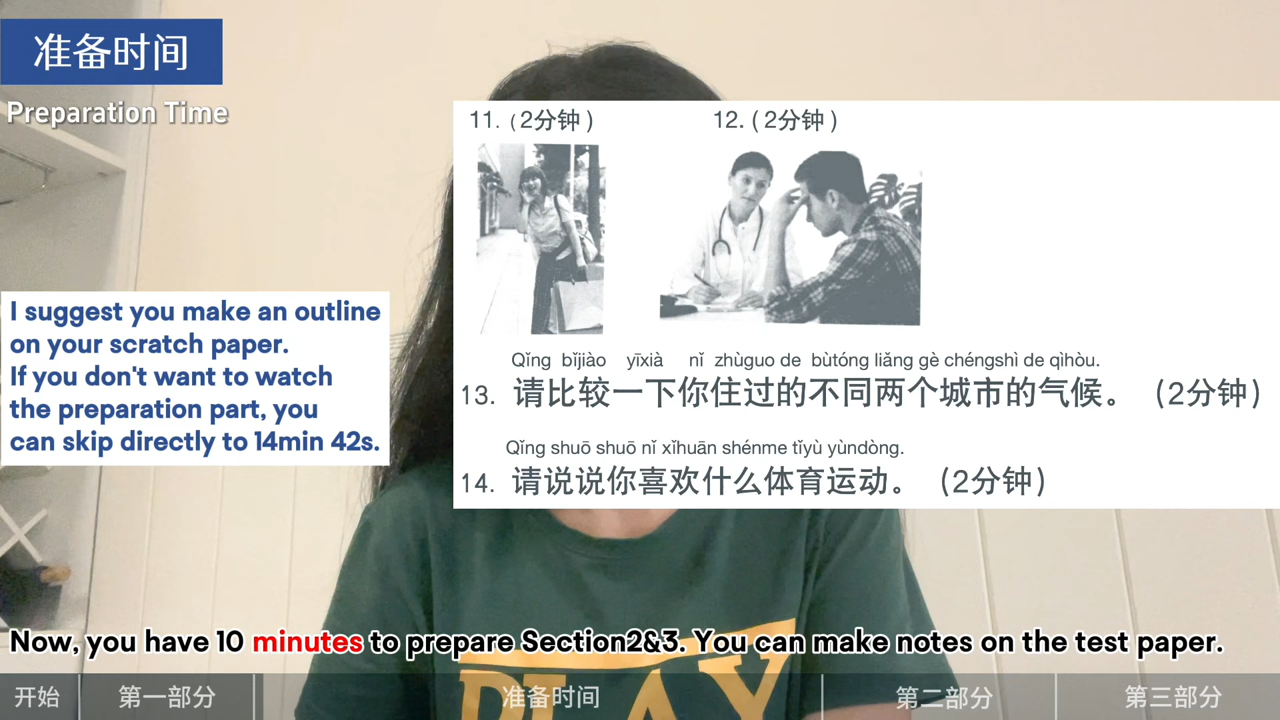 准备时间
Preparation Time
11. (2分钟)
12. (2分钟)
Qǐng bǐjiào yīxià nǐ zhùguo de bùtóng liǎng gè chéngshì de qìhòu.
13. 请比较一下你住过的不同两个城市的气候。 (2分钟)
Qǐng shuō shuō nǐ xǐhuān shénme tǐyù yùndòng.
14. 请说说你喜欢什么体育运动。 (2分钟)
I suggest you make an outline
on your scratch paper.
If you don't want to watch
the preparation part, you
can skip directly to 14min 42s.
Now, you have 10 minutes to prepare Section2&3. You can make notes on the test paper.
PLAY
开始
第一部分
准备时间
第二部分
第三部分